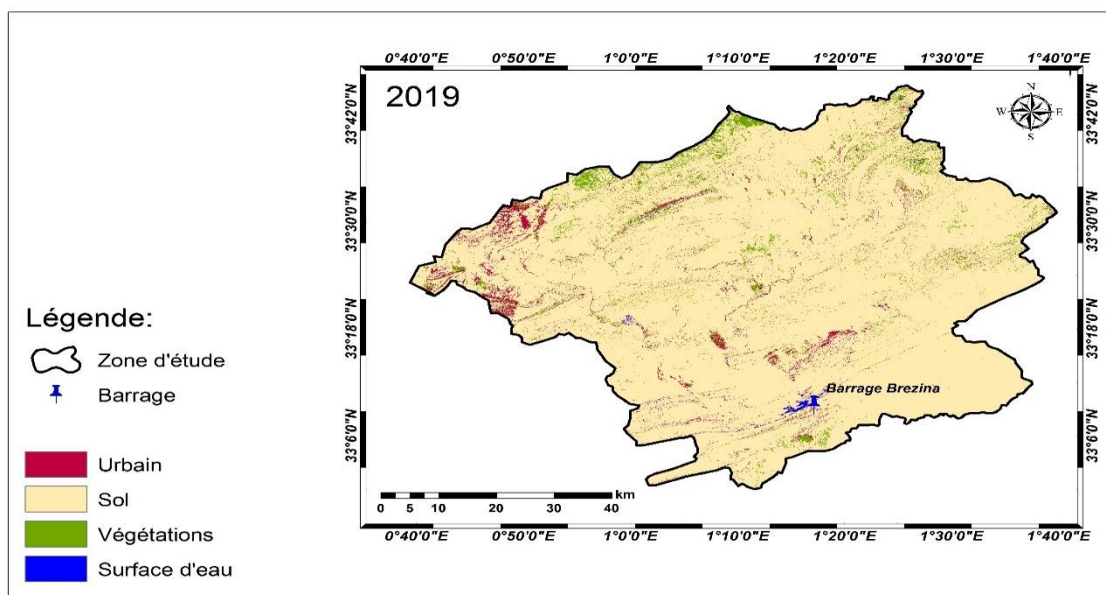 0°40'0"E 0°50'0"E 1°0'0"E 1°10'0"E 1°20'0"E 1°30'0"E 1°40'0"E
2019
N
W E
S
33°42'0"N 33°42'0"N
33°30'0"N 33°30'0"N
33°18'0"N 33°18'0"N
33°6'0"N 33°6'0"N
Barrage Brezina
km
0 5 10 20 30 40
0°40'0"E 0°50'0"E 1°0'0"E 1°10'0"E 1°20'0"E 1°30'0"E 1°40'0"E
Légende:
Zone d'étude
Barrage
Urbain
Sol
Végétations
Surface d'eau